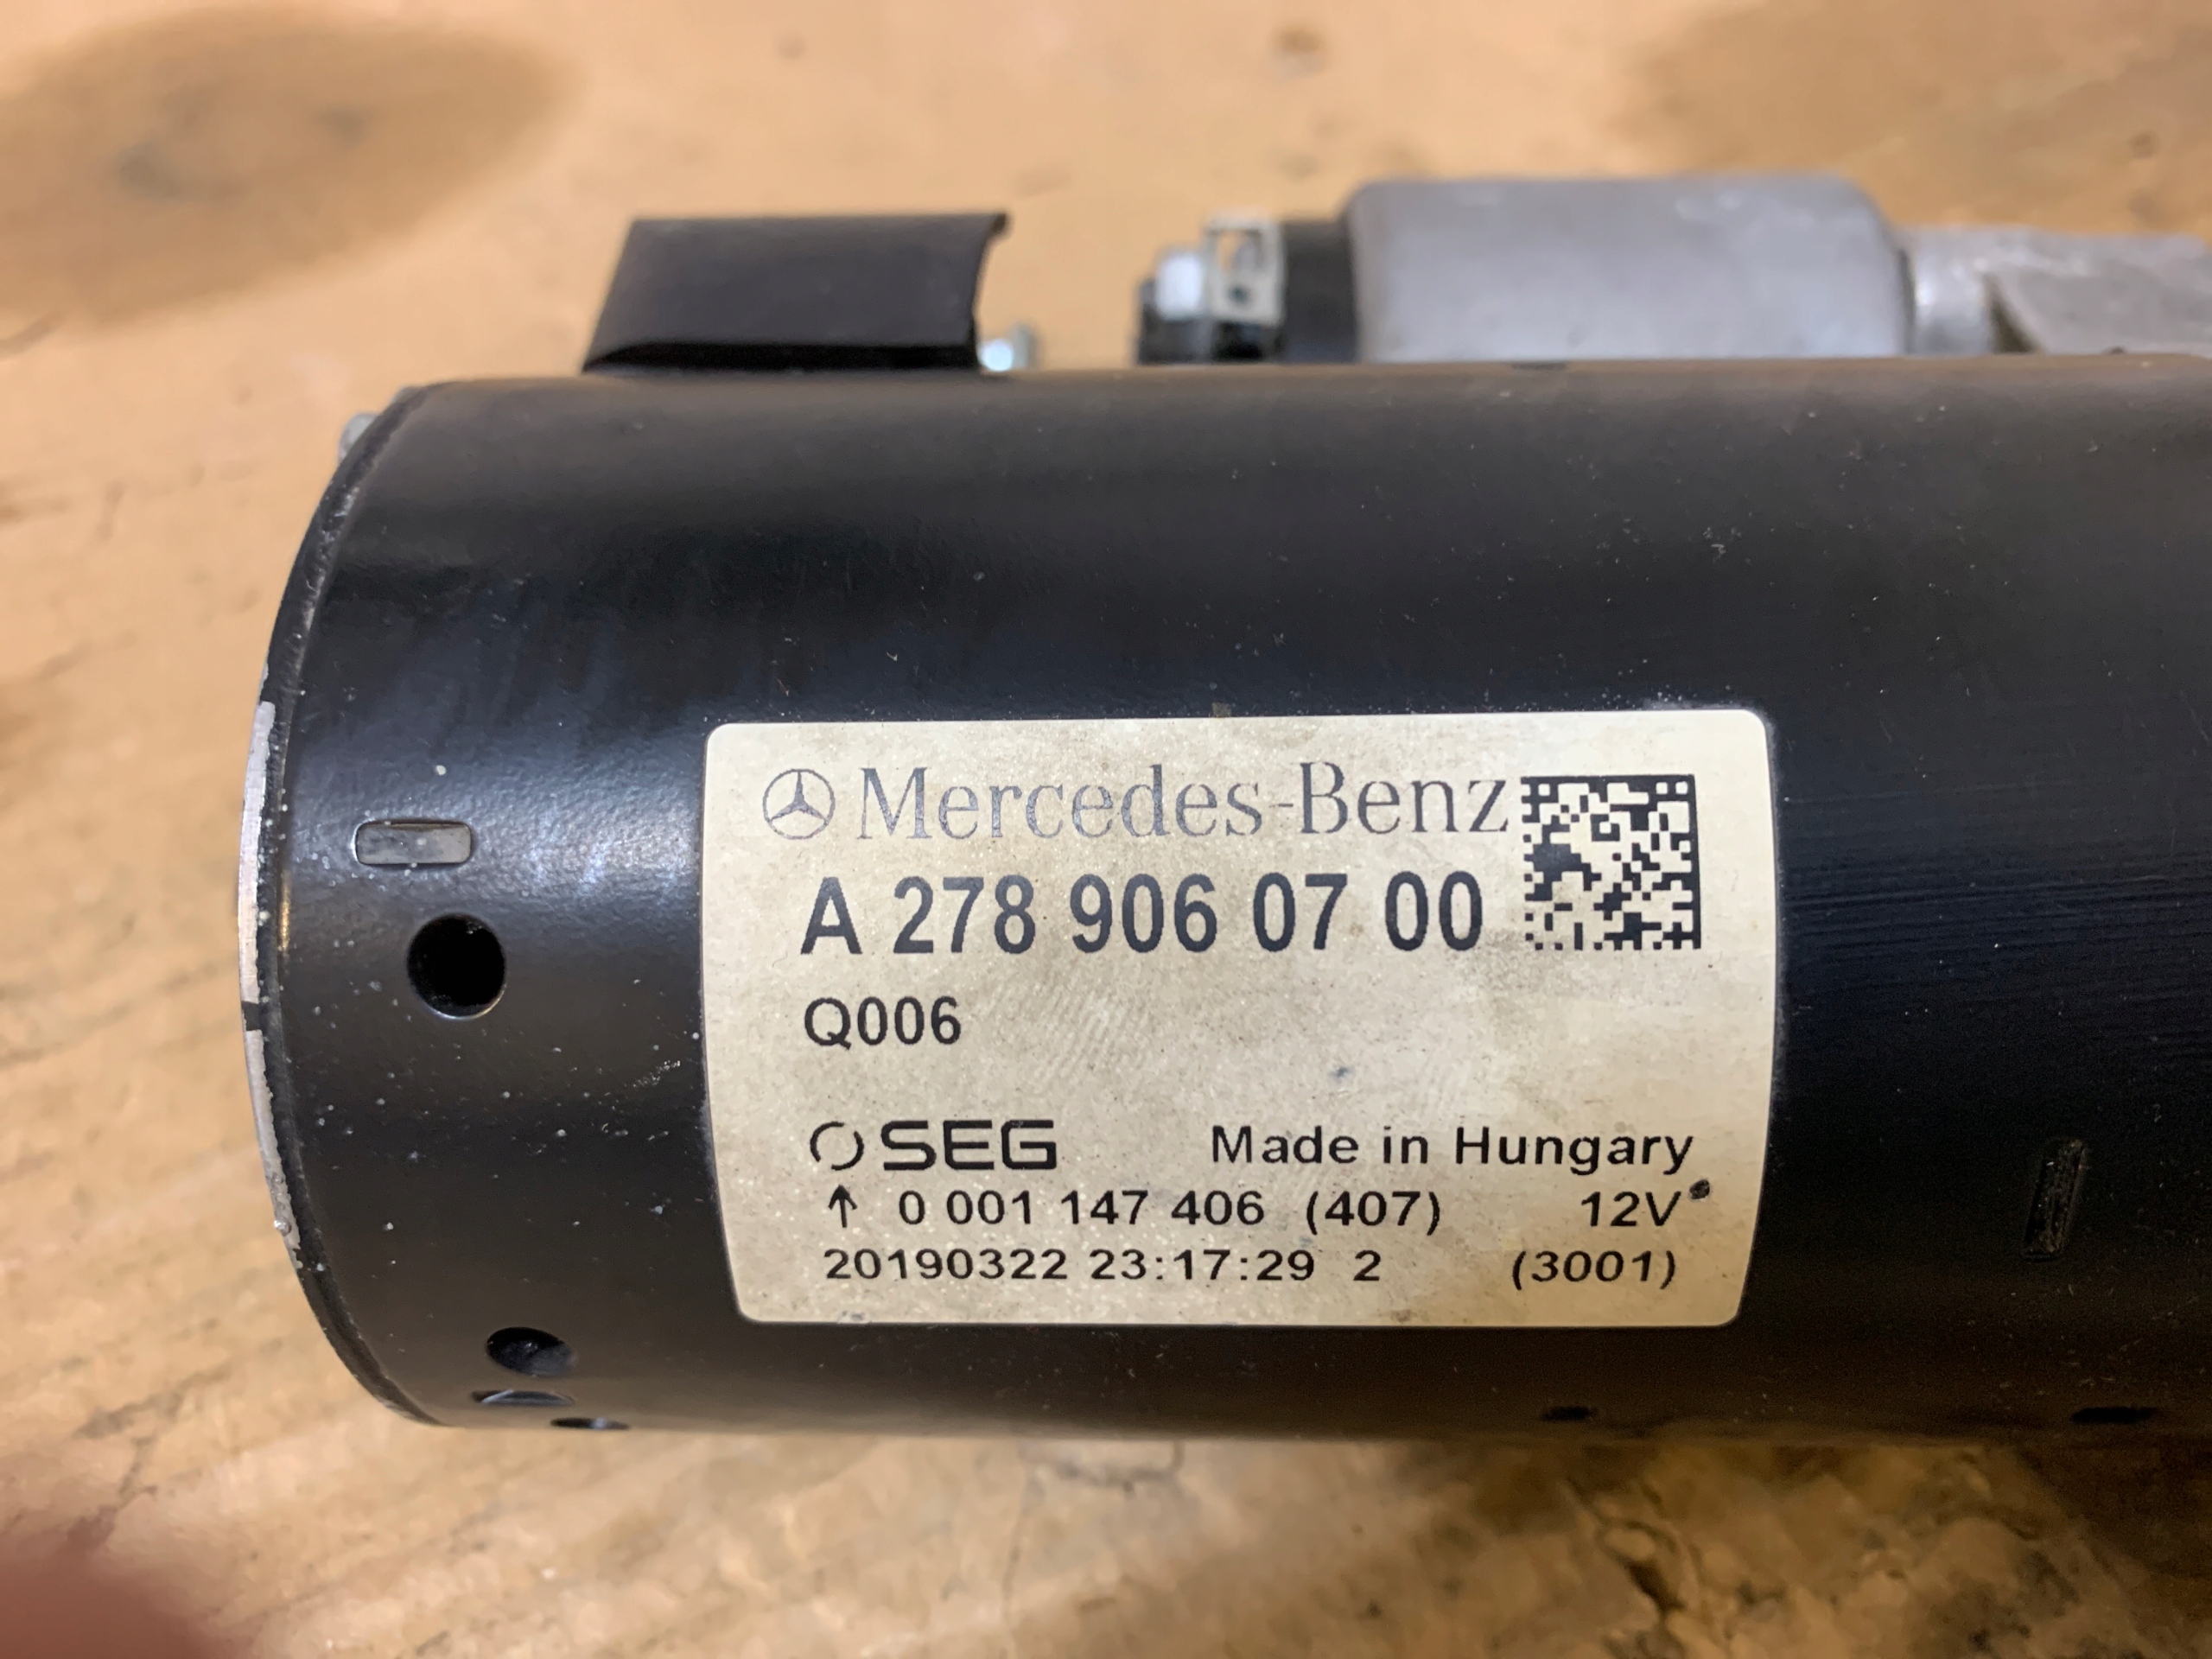 Mercedes-Benz
A 278 906 07 00
Q006
SEG Made in Hungary
↑ 0 001 147 406 (407) 12V
20190322 23:17:29 2 (3001)